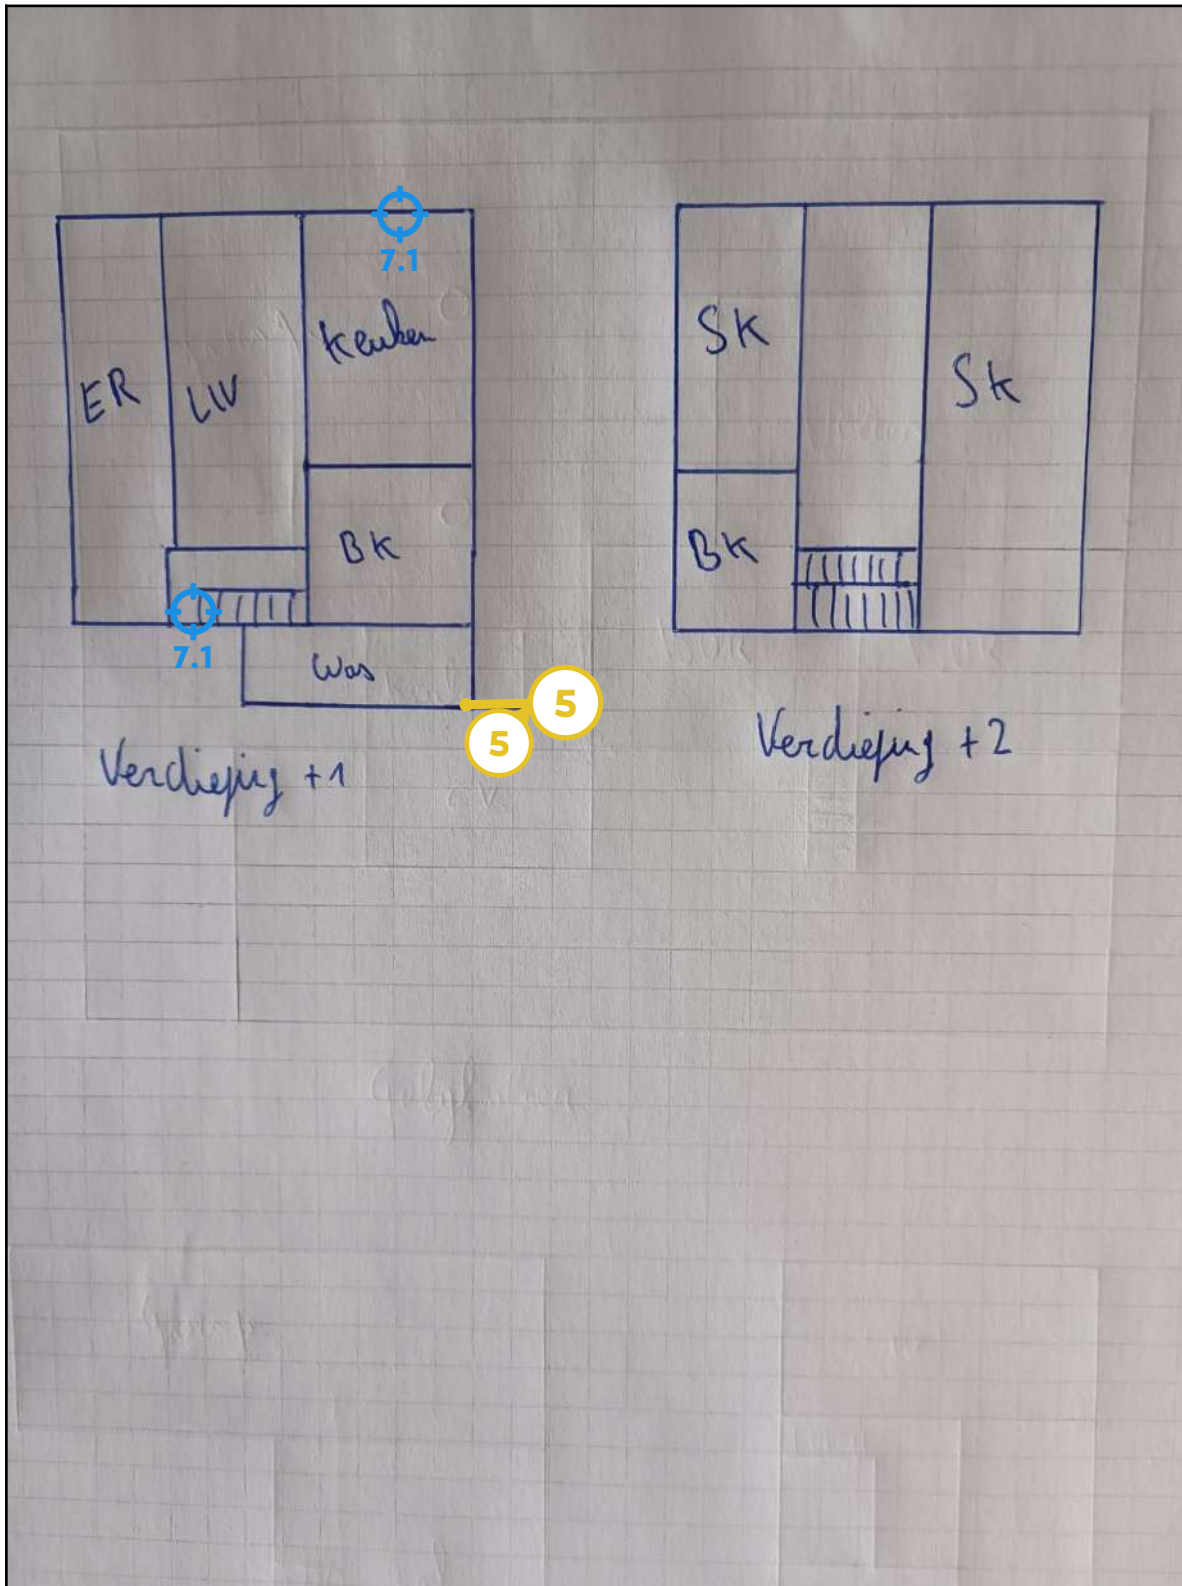 7.1
Keuken
ER
LIV
BK
7.1
Was
5
5
Verdieping +1
SK
SK
BK
Verdieping +2